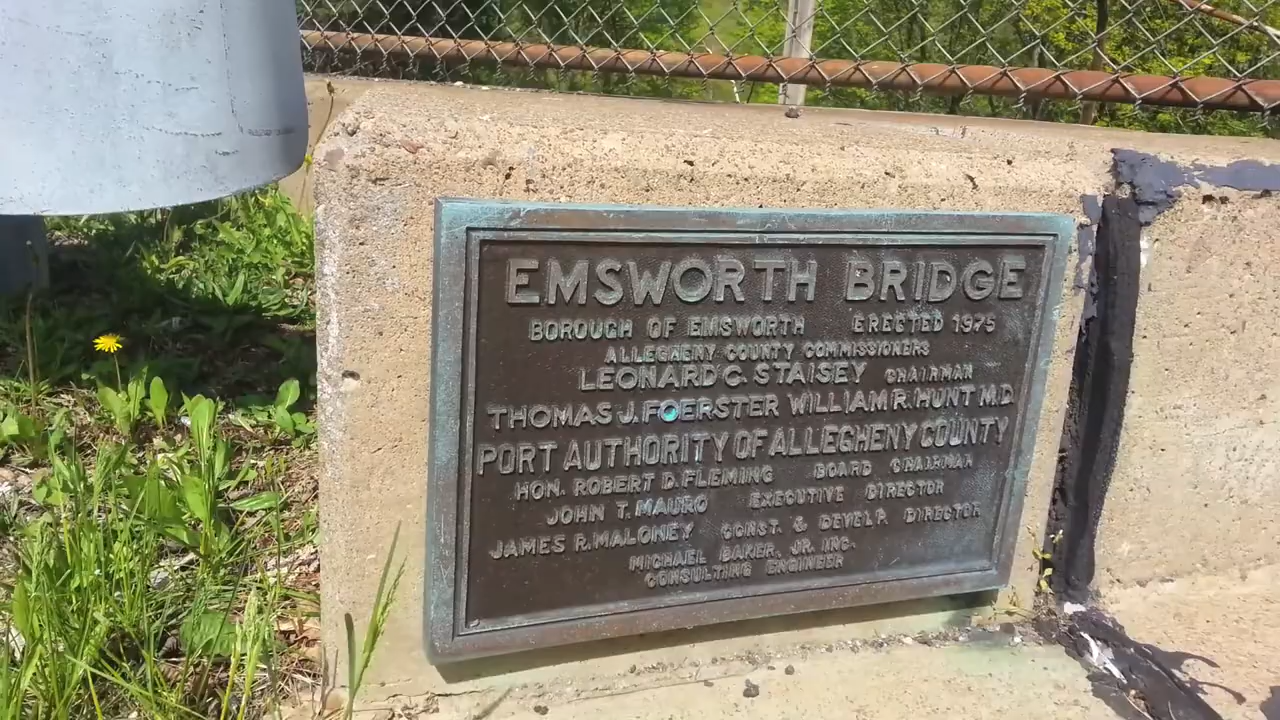 EMSWORTH BRIDGE
BOROUGH OF EMSWORTH ERECTED 1975
ALLEGHENY COUNTY COMMISSIONERS
LEONARD C. STAISEY CHAIRMAN
THOMAS J. FOERSTER WILLIAM R. HUNT M.D.
PORT AUTHORITY OF ALLEGHENY COUNTY
HON. ROBERT D. FLEMING BOARD CHAIRMAN
JOHN T. MAURO EXECUTIVE DIRECTOR
JAMES R. MALONEY CONST. & DEVEL'P. DIRECTOR
MICHAEL BAKER, JR. INC.
CONSULTING ENGINEER